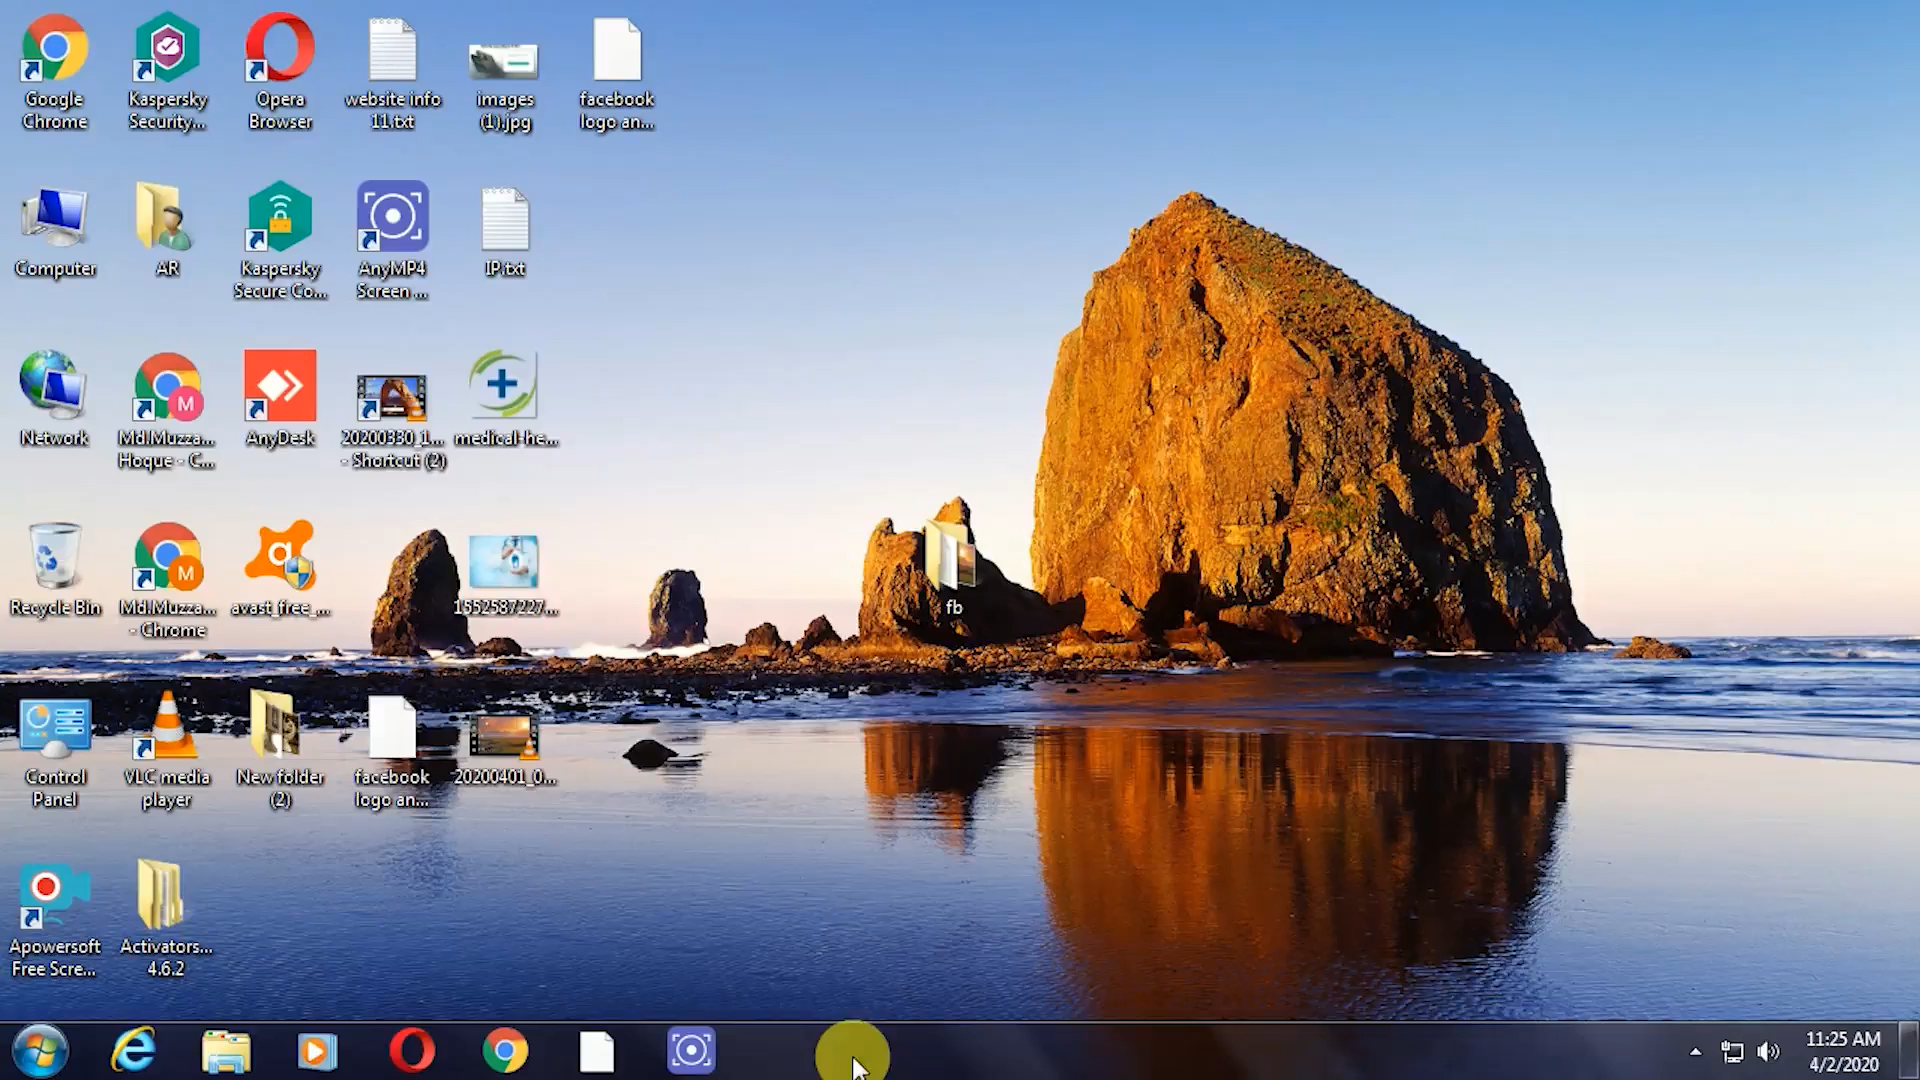 Google
Chrome
Kaspersky
Security...
Opera
Browser
website info
11.txt
images
(1).jpg
facebook
logo an...
Computer
AR
Kaspersky
Secure Co...
AnyMP4
Screen ...
IP.txt
Network
Md.Muzza...
Hoque - C...
AnyDesk
20200330_1...
- Shortcut (2)
medical-he...
Recycle Bin
Md.Muzza...
- Chrome
avast_free_...
1552587227...
fb
Control
Panel
VLC media
player
New folder
(2)
facebook
logo an...
20200401_0...
Apowersoft
Free Scre...
Activators...
4.6.2
M
M
11:25 AM
4/2/2020